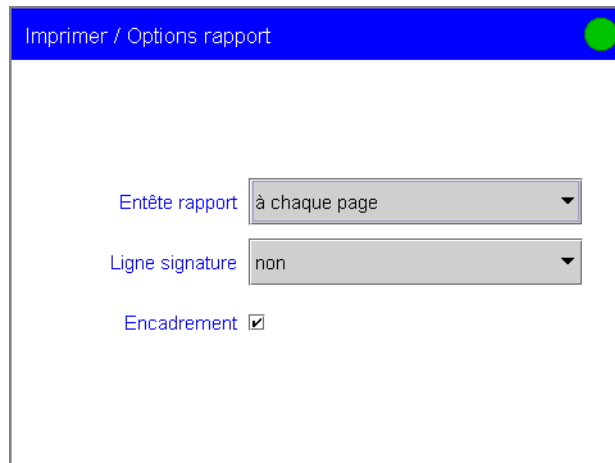 Imprimer / Options rapport
Entête rapport à chaque page
Ligne signature non
Encadrement